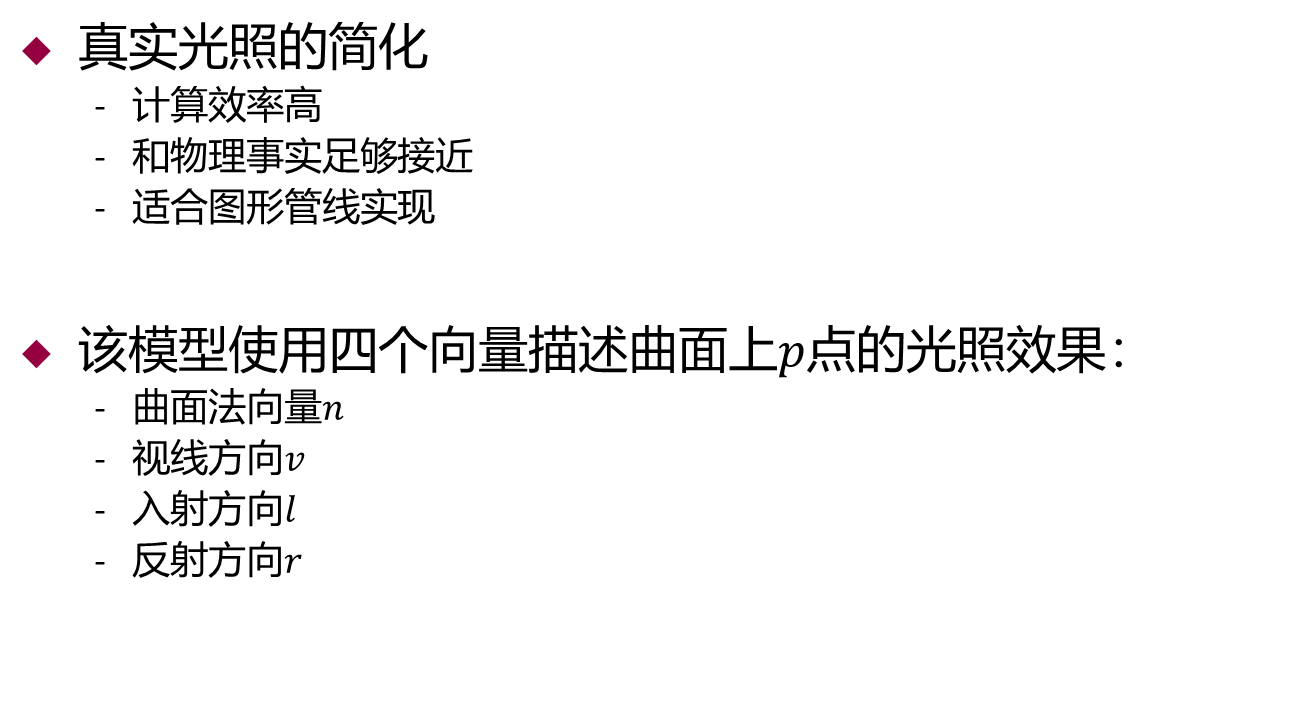 ◆ 真实光照的简化
- 计算效率高
- 和物理事实足够接近
- 适合图形管线实现
◆ 该模型使用四个向量描述曲面上p点的光照效果：
- 曲面法向量n
- 视线方向v
- 入射方向l
- 反射方向r